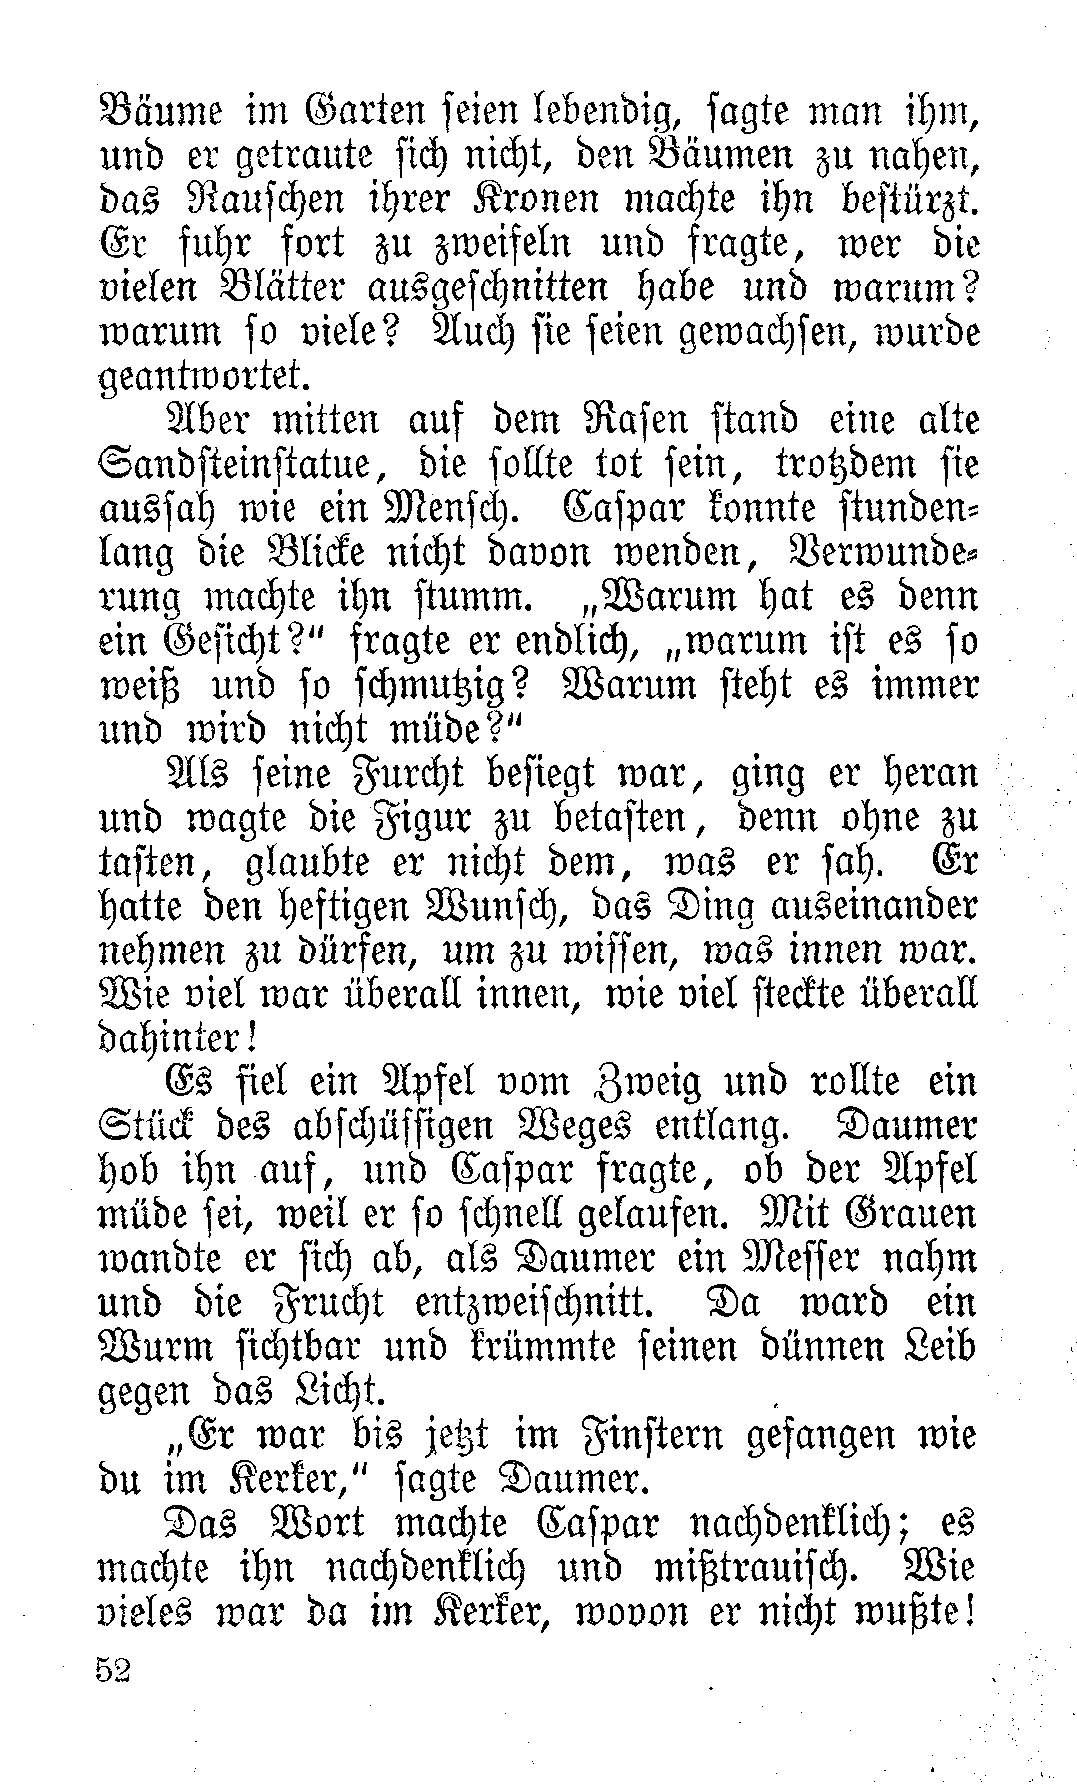 Bäume im Garten seien lebendig, sagte man ihm,
und er getraute sich nicht, den Bäumen zu nahen,
das Rauschen ihrer Kronen machte ihn bestürzt.
Er fuhr fort zu zweifeln und fragte, wer die
vielen Blätter ausgeschnitten habe und warum?
warum so viele? Auch sie seien gewachsen, wurde
geantwortet.
Aber mitten auf dem Rasen stand eine alte
Sandsteinstatue, die sollte tot sein, trotzdem sie
aussah wie ein Mensch. Caspar konnte stunden-
lang die Blicke nicht davon wenden, Verwunde-
rung machte ihn stumm. „Warum hat es denn
ein Gesicht?" fragte er endlich, „warum ist es so
weiß und so schmutzig? Warum steht es immer
und wird nicht müde?"
Als seine Furcht besiegt war, ging er heran
und wagte die Figur zu betasten, denn ohne zu
tasten, glaubte er nicht dem, was er sah. Er
hatte den heftigen Wunsch, das Ding auseinander
nehmen zu dürfen, um zu wissen, was innen war.
Wie viel war überall innen, wie viel steckte überall
dahinter!
Es fiel ein Apfel vom Zweig und rollte ein
Stück des abschüssigen Weges entlang. Daumer
hob ihn auf, und Caspar fragte, ob der Apfel
müde sei, weil er so schnell gelaufen. Mit Grauen
wandte er sich ab, als Daumer ein Messer nahm
und die Frucht entzweischnitt. Da ward ein
Wurm sichtbar und krümmte seinen dünnen Leib
gegen das Licht.
„Er war bis jetzt im Finstern gefangen wie
du im Kerker," sagte Daumer.
Das Wort machte Caspar nachdenklich; es
machte ihn nachdenklich und mißtrauisch. Wie
vieles war da im Kerker, wovon er nicht wußte!
52